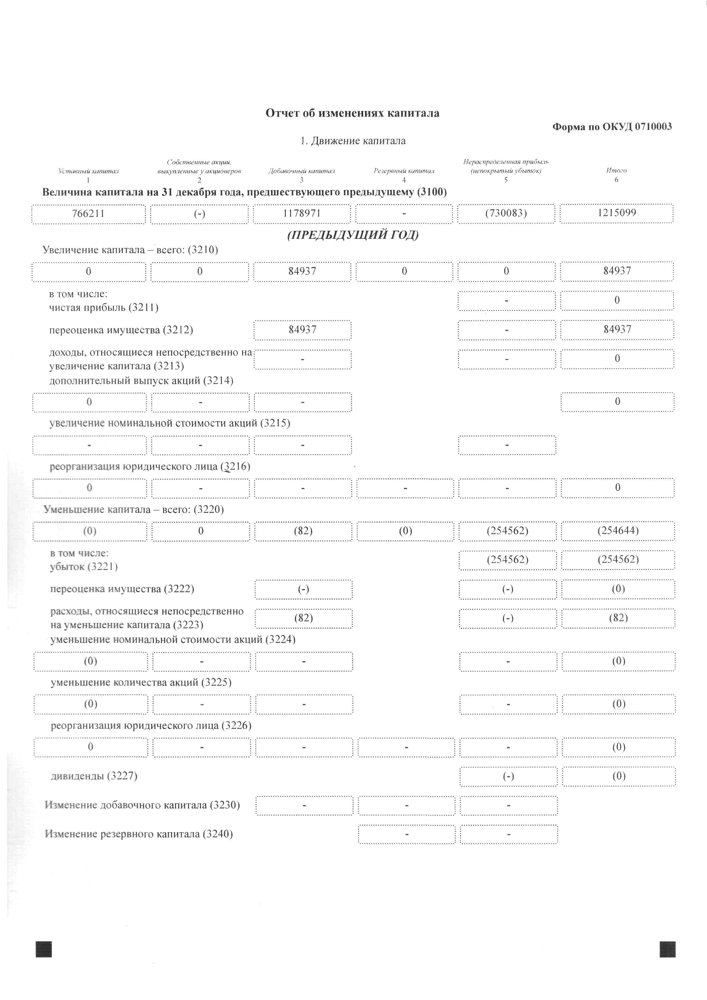 Отчет об изменениях капитала
Форма по ОКУД 0710003
1. Движение капитала
Уставный капитал Собственные акции, выкупленные у акционеров Добавочный капитал Резервный капитал Нераспределенная прибыль (непокрытый убыток) Итого
1 2 3 4 5 6
Величина капитала на 31 декабря года, предшествующего предыдущему (3100)
766211 (-) 1178971 - (730083) 1215099
(ПРЕДЫДУЩИЙ ГОД)
Увеличение капитала – всего: (3210)
0 0 84937 0 0 84937
в том числе:
чистая прибыль (3211) - 0
переоценка имущества (3212) 84937 - 84937
доходы, относящиеся непосредственно на
увеличение капитала (3213) - - 0
дополнительный выпуск акций (3214)
0 - - 0
увеличение номинальной стоимости акций (3215)
- - - -
реорганизация юридического лица (3216)
0 - - - - 0
Уменьшение капитала – всего: (3220)
(0) 0 (82) (0) (254562) (254644)
в том числе:
убыток (3221) (254562) (254562)
переоценка имущества (3222) (-) (-) (0)
расходы, относящиеся непосредственно
на уменьшение капитала (3223) (82) (-) (82)
уменьшение номинальной стоимости акций (3224)
(0) - - - (0)
уменьшение количества акций (3225)
(0) - - - (0)
реорганизация юридического лица (3226)
0 - - - - (0)
дивиденды (3227) (-) (0)
Изменение добавочного капитала (3230) - - -
Изменение резервного капитала (3240) - -